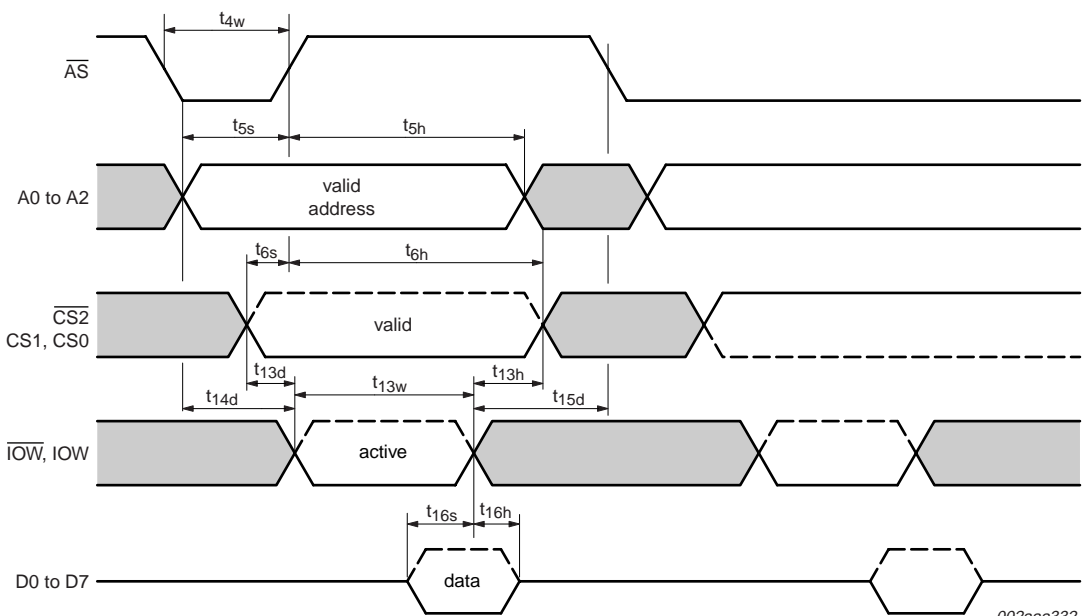 t4w
AS
t5s
t5h
A0 to A2
valid
address
t6s
t6h
CS2
CS1, CS0
valid
t13d
t13w
t13h
t14d
t15d
IOW, IOW
active
t16s
t16h
D0 to D7
data